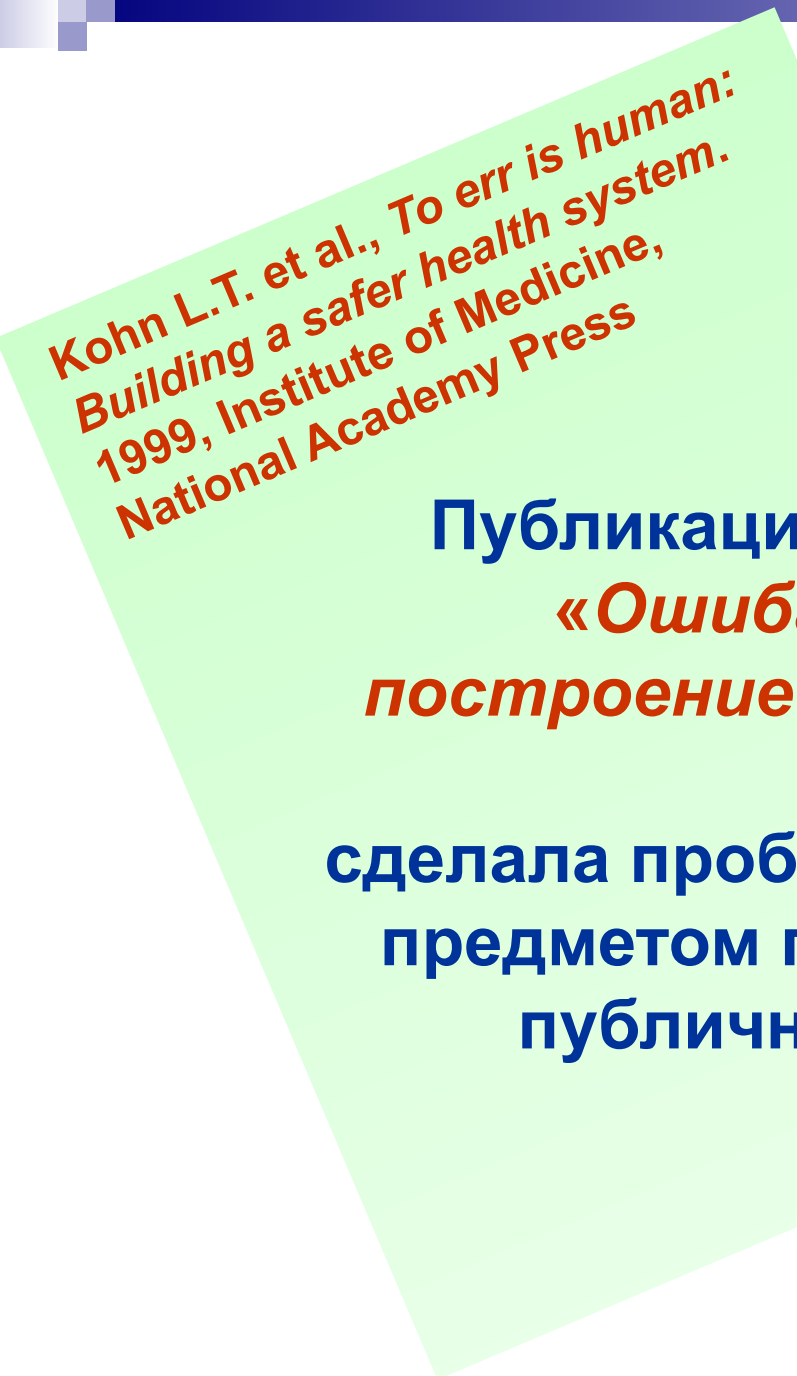 Kohn L.T. et al., To err is human:
Building a safer health system.
1999, Institute of Medicine,
National Academy Press
Публикаци
«Ошиб
построение
сделала проб
предметом
публичн